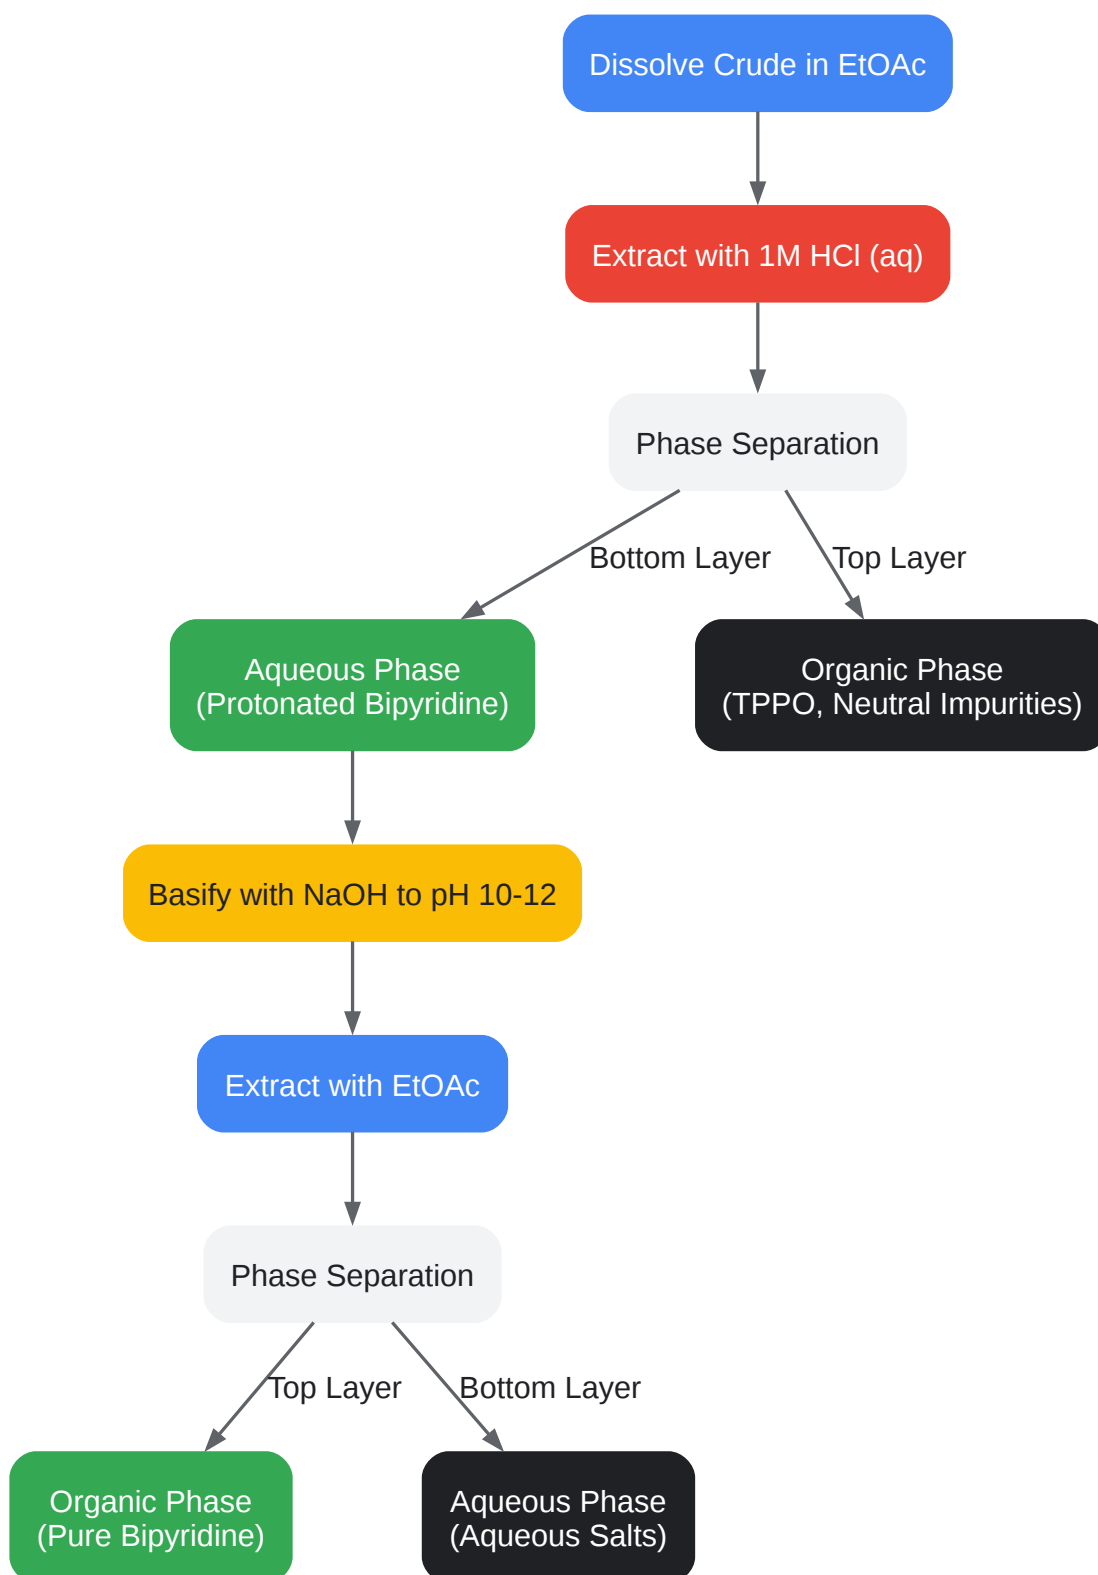 Dissolve Crude in EtOAc
Extract with 1M HCl (aq)
Phase Separation
Bottom Layer
Top Layer
Aqueous Phase
(Protonated Bipyridine)
Organic Phase
(TPPO, Neutral Impurities)
Basify with NaOH to pH 10-12
Extract with EtOAc
Phase Separation
Top Layer
Bottom Layer
Organic Phase
(Pure Bipyridine)
Aqueous Phase
(Aqueous Salts)